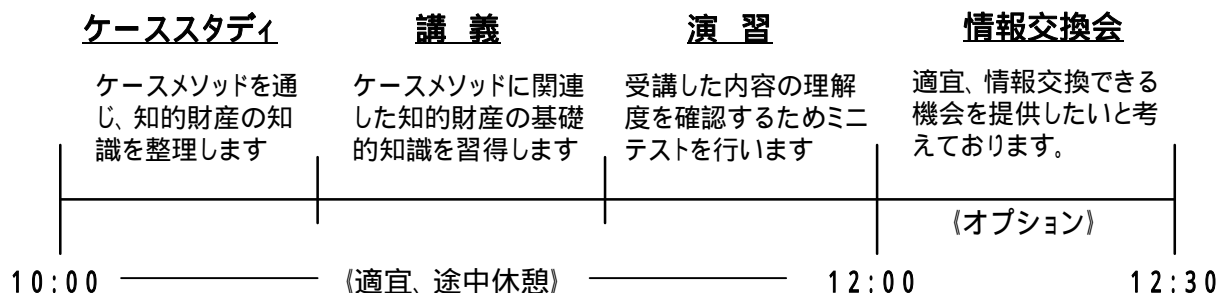 ケーススタディ
ケースメソッドを通
じ、知的財産の知
識を整理します
講 義
ケースメソッドに関連
した知的財産の基礎
的知識を習得します
演 習
受講した内容の理解
度を確認するためミニ
テストを行います
情報交換会
適宜、情報交換できる
機会を提供したいと考
えております。
《オプション》
10:00
《適宜、途中休憩》
12:00
12:30